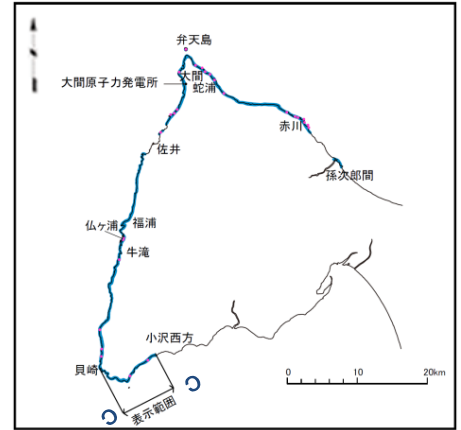 弁天島
大間
大間原子力発電所
蛇浦
赤川
佐井
孫次郎間
福浦
仏ヶ浦
牛滝
小沢西方
貝崎
0 10 20km
表示範囲